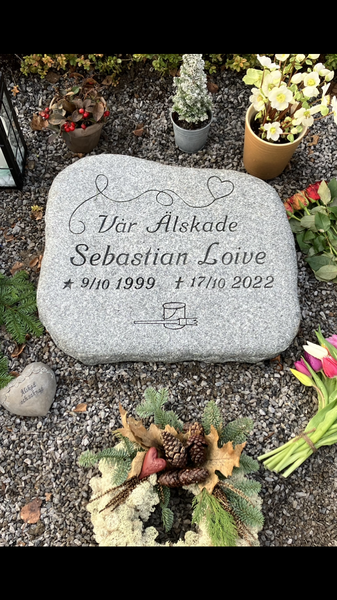 Vår Älskade
Sebastian Loive
★ 9/10 1999 ✝ 17/10 2022